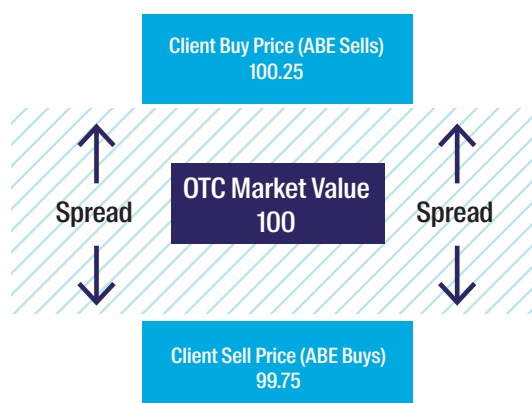 Client Buy Price (ABE Sells)
100.25
OTC Market Value
100
Spread
Spread
Client Sell Price (ABE Buys)
99.75